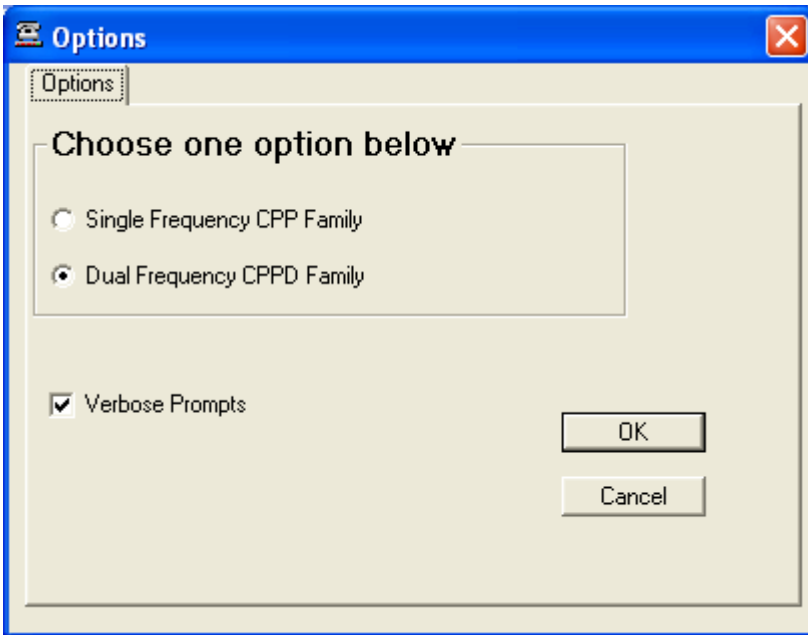 Options
Options
Choose one option below
Single Frequency CPP Family
Dual Frequency CPPD Family
Verbose Prompts
OK
Cancel